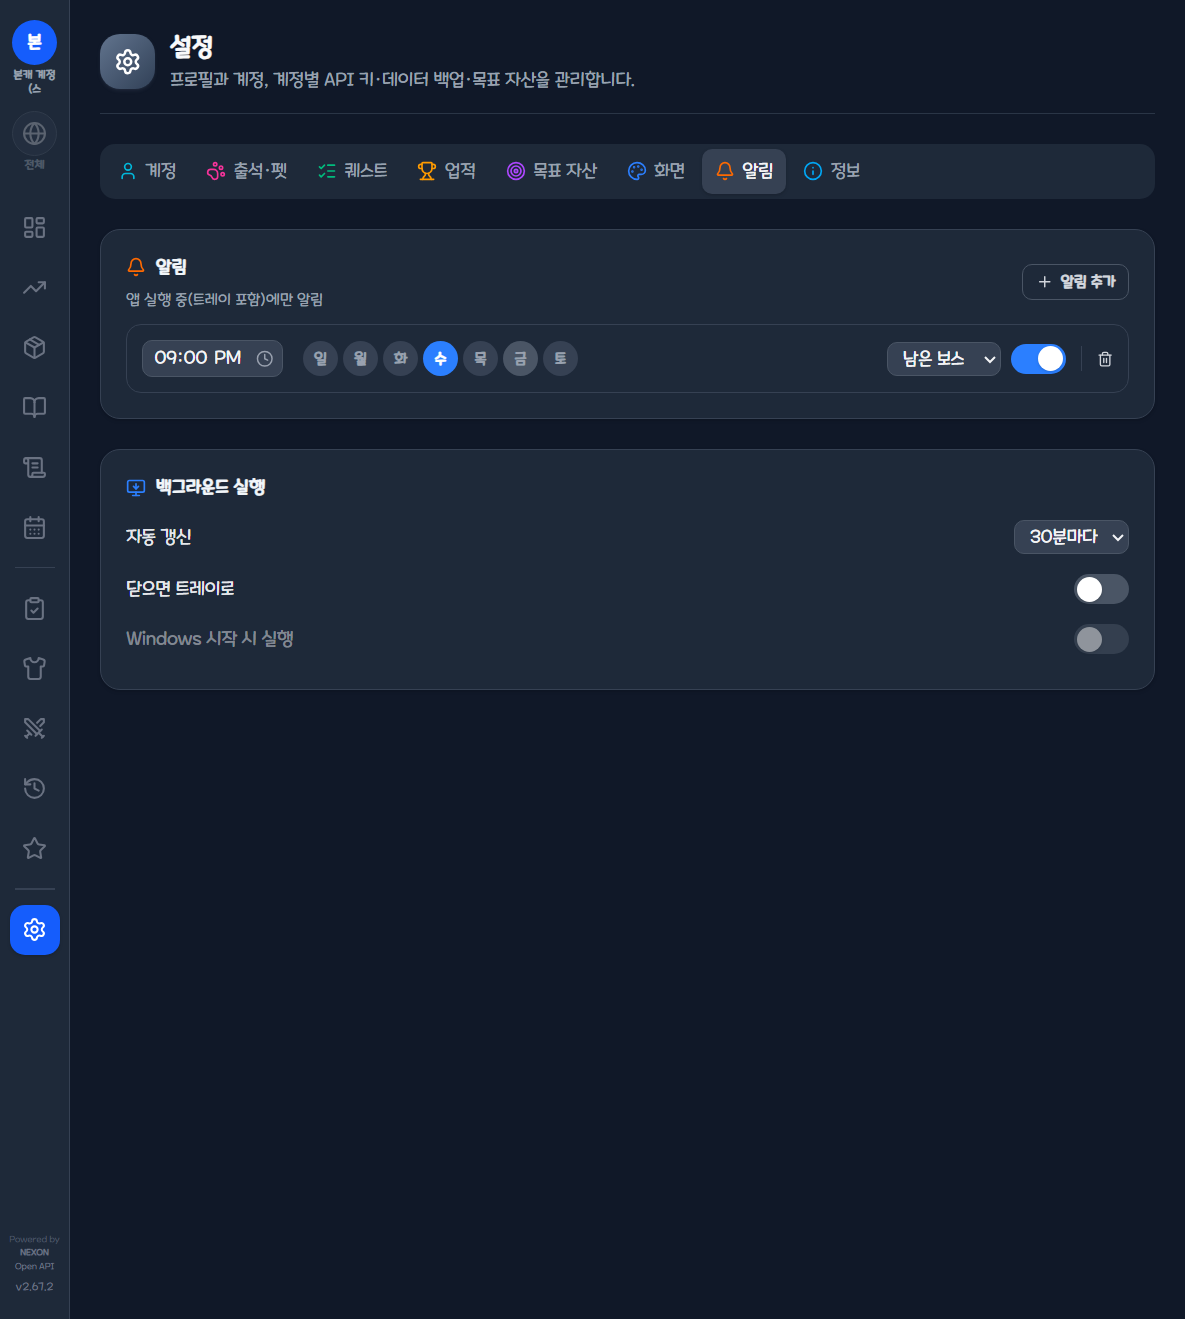 본
본캐 계정
(스
전체
설정
프로필과 계정, 계정별 API 키·데이터 백업·목표 자산을 관리합니다.
계정 출석·펫 퀘스트 업적 목표 자산 화면 알림 정보
알림
앱 실행 중(트레이 포함)에만 알림
알림 추가
09:00 PM 일 월 화 수 목 금 토 남은 보스
백그라운드 실행
자동 갱신 30분마다
닫으면 트레이로
Windows 시작 시 실행
Powered by
NEXON
Open API
v2.67.2